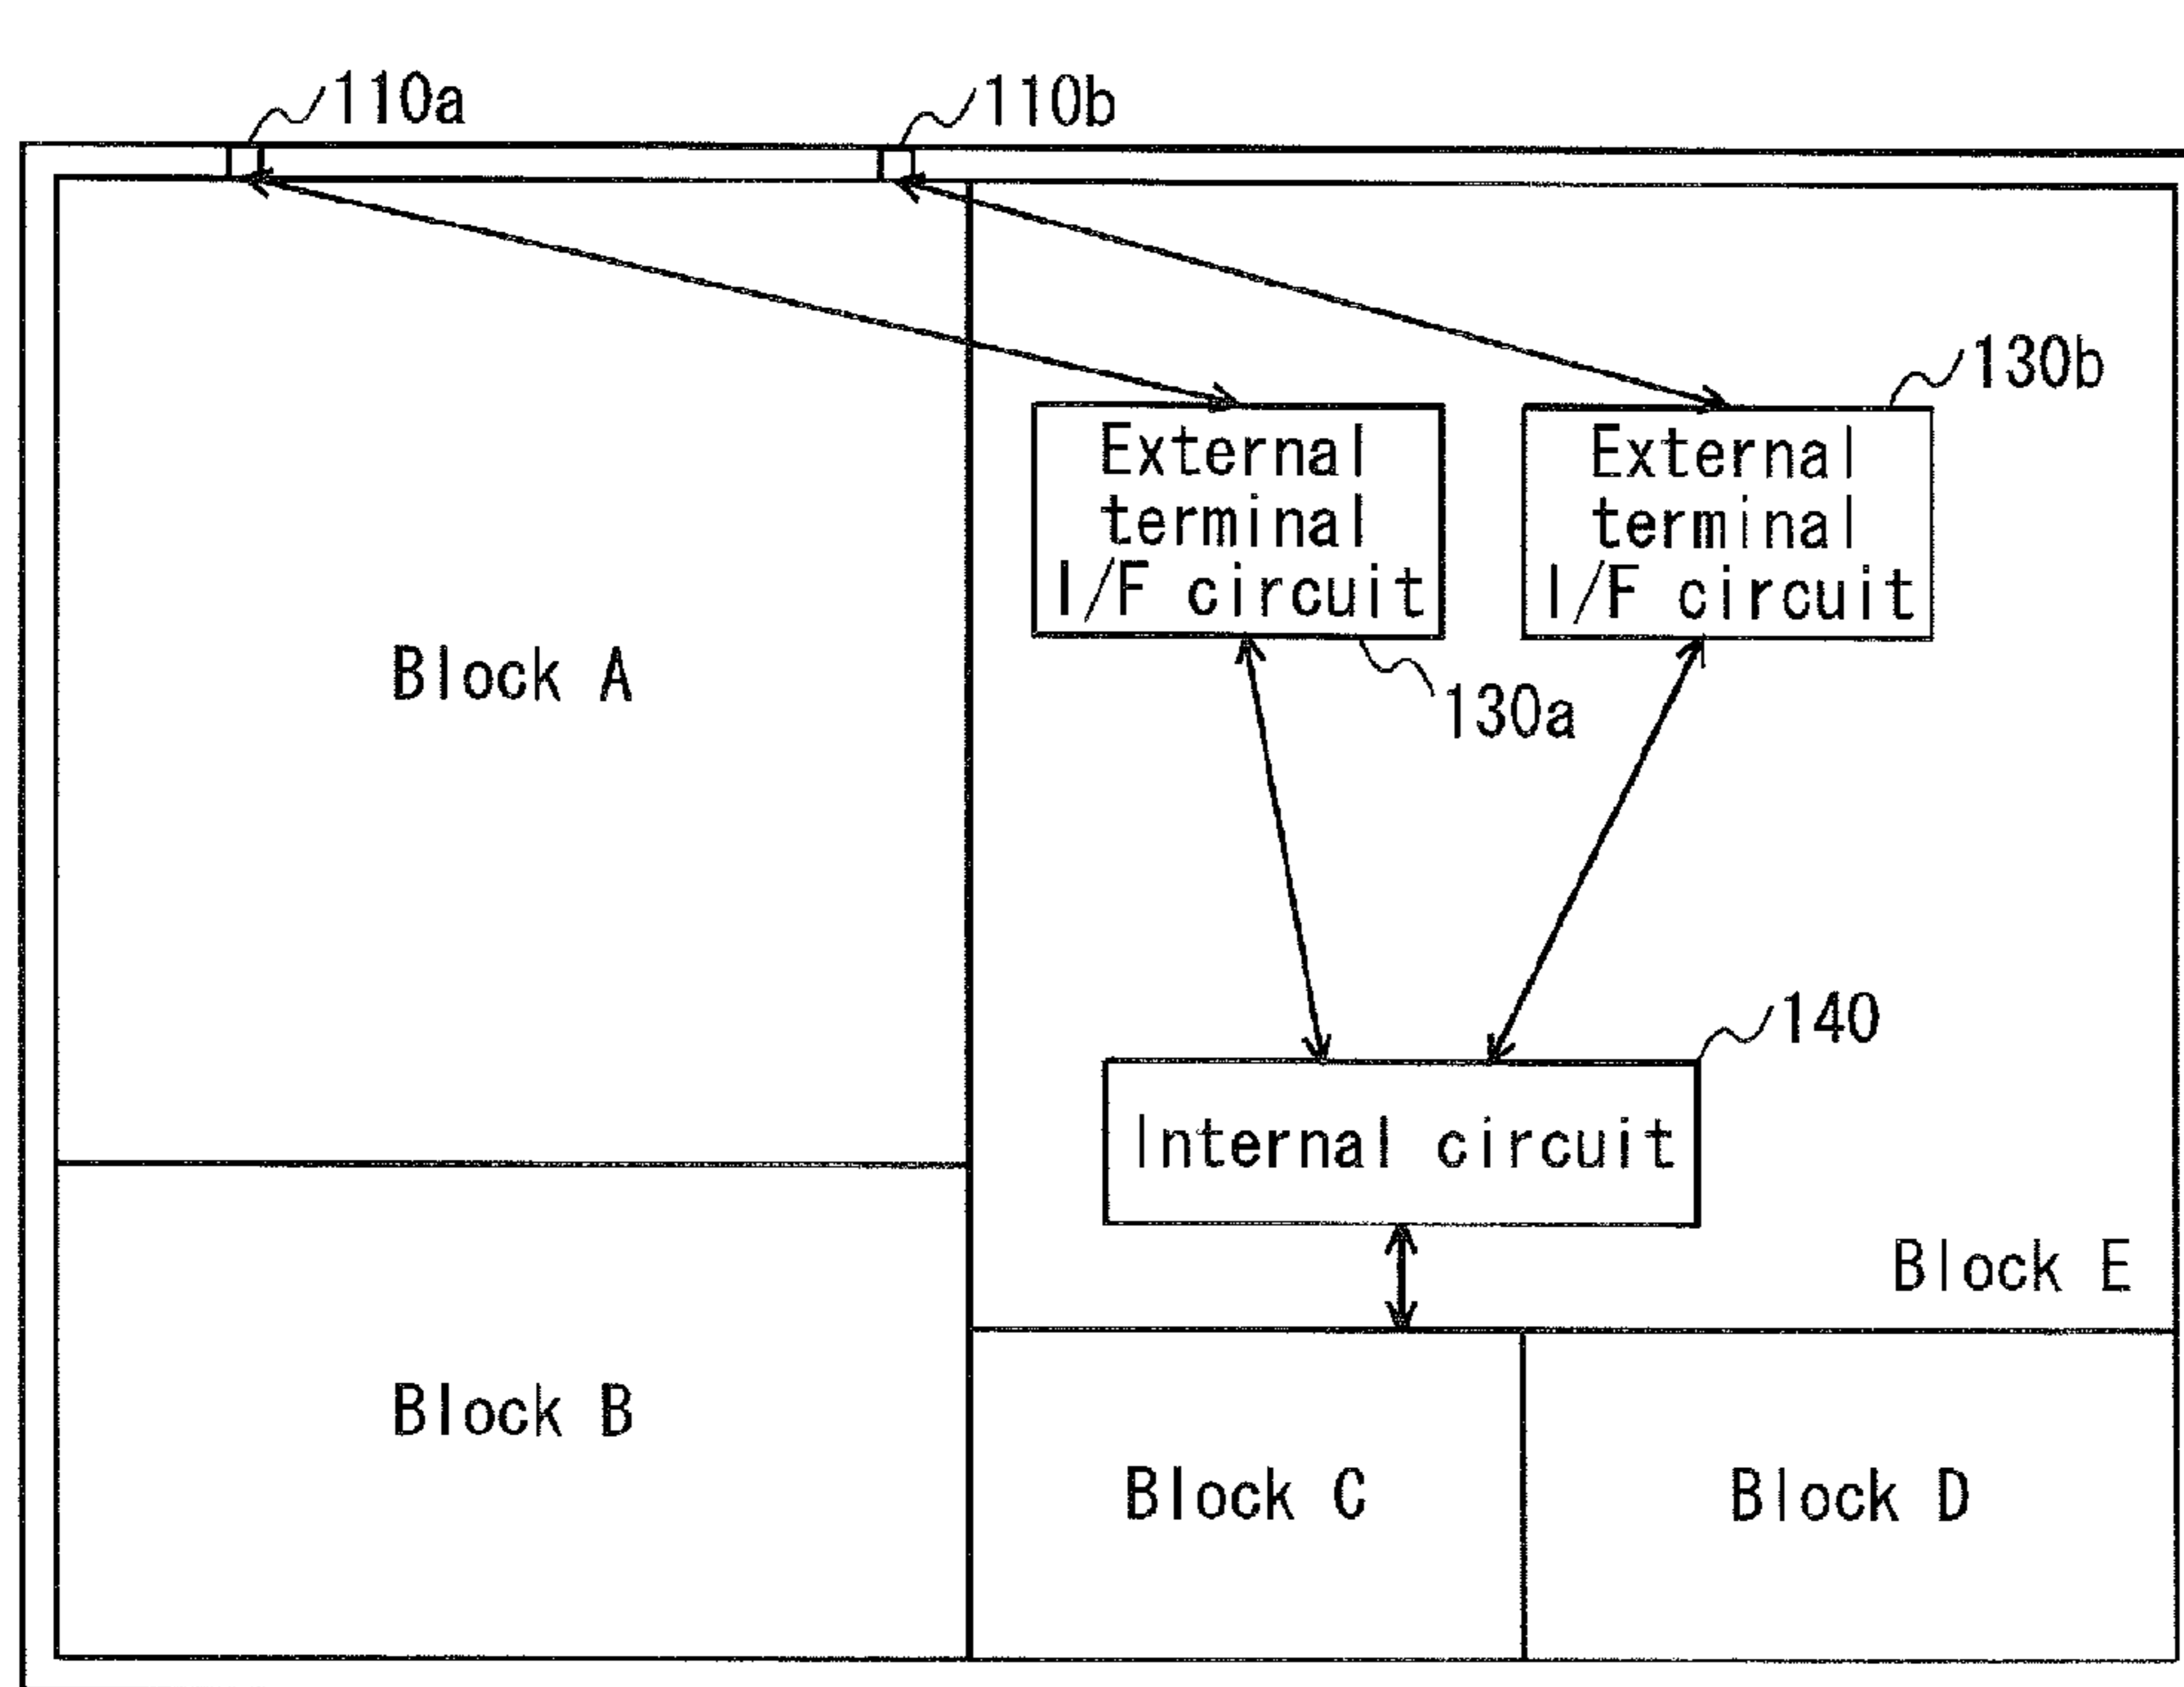 110a
110b
130b
External
terminal
I/F circuit
External
terminal
I/F circuit
Block A
130a
140
Internal circuit
Block E
Block B
Block C
Block D